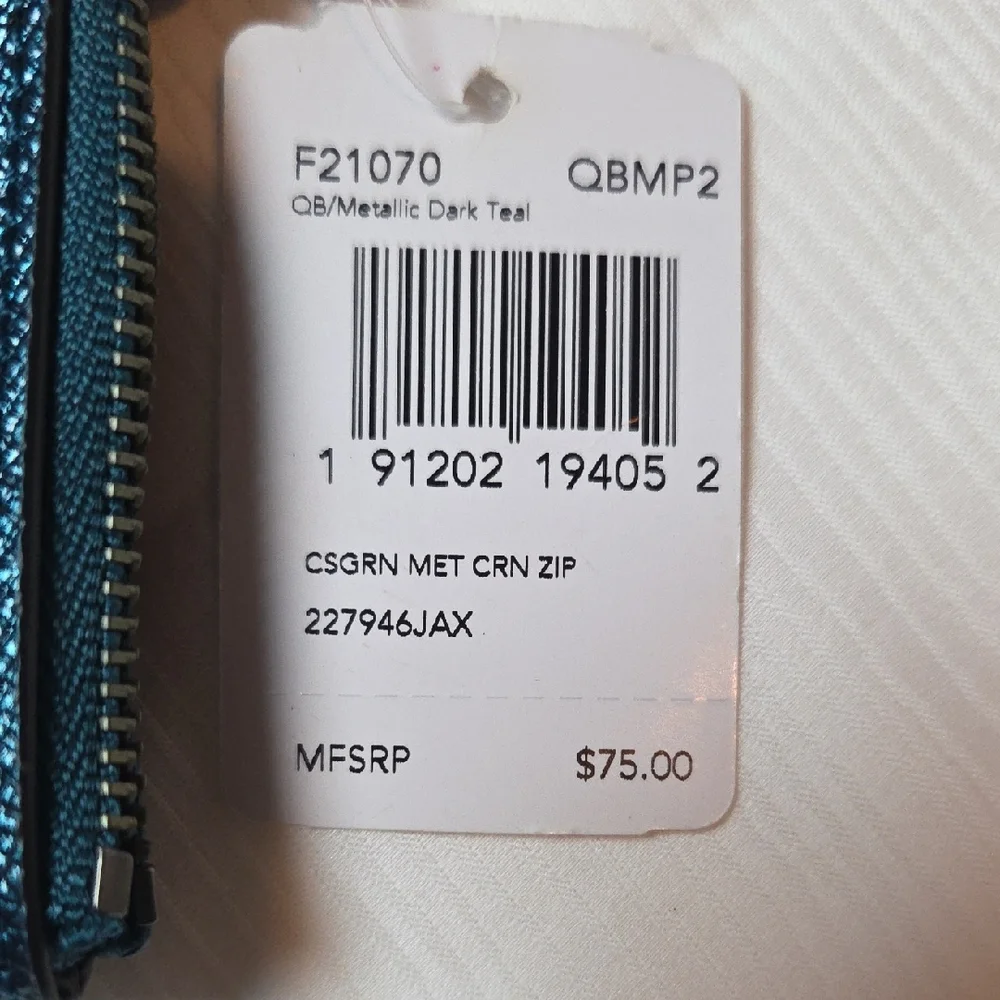 F21070 QBMP2
QB/Metallic Dark Teal
1 91202 19405 2
CSGRN MET CRN ZIP
227946JAX
MFSRP $75.00